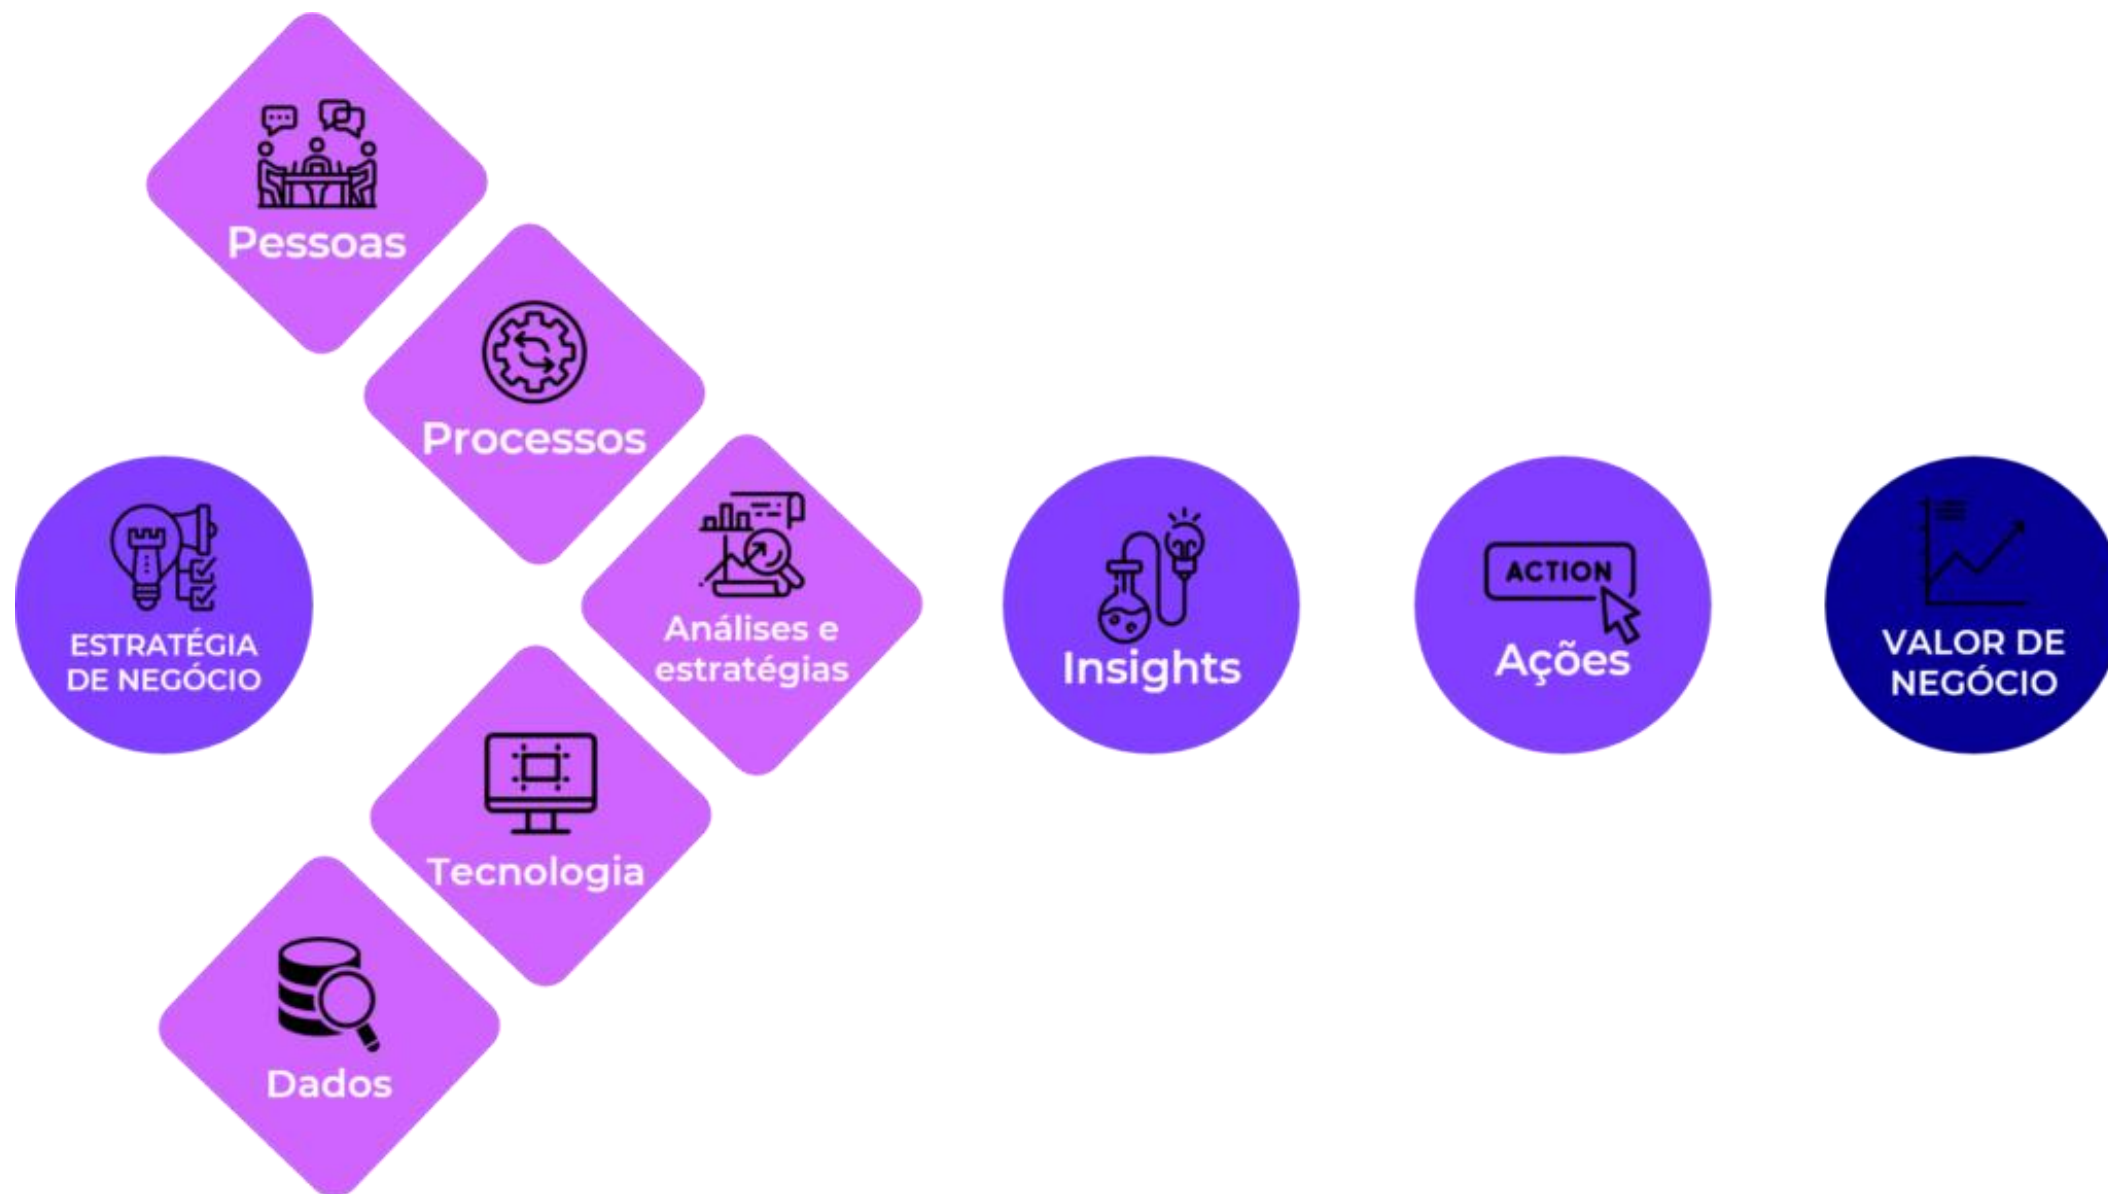 Pessoas
Processos
ESTRATÉGIA
DE NEGÓCIO
Análises e
estratégias
Tecnologia
Dados
Insights
ACTION
Ações
VALOR DE
NEGÓCIO